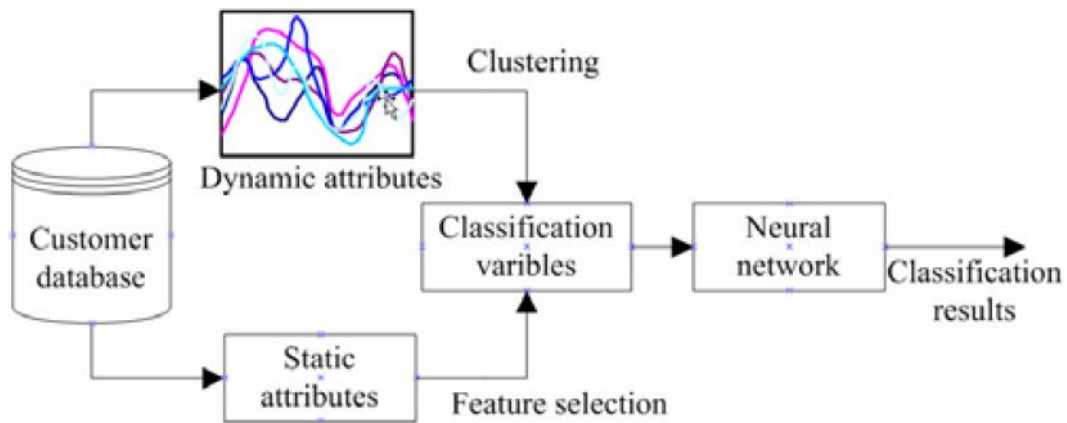 Clustering
Dynamic attributes
Customer
database
Classification
varibles
Neural
network
Classification
results
Static
attributes
Feature selection